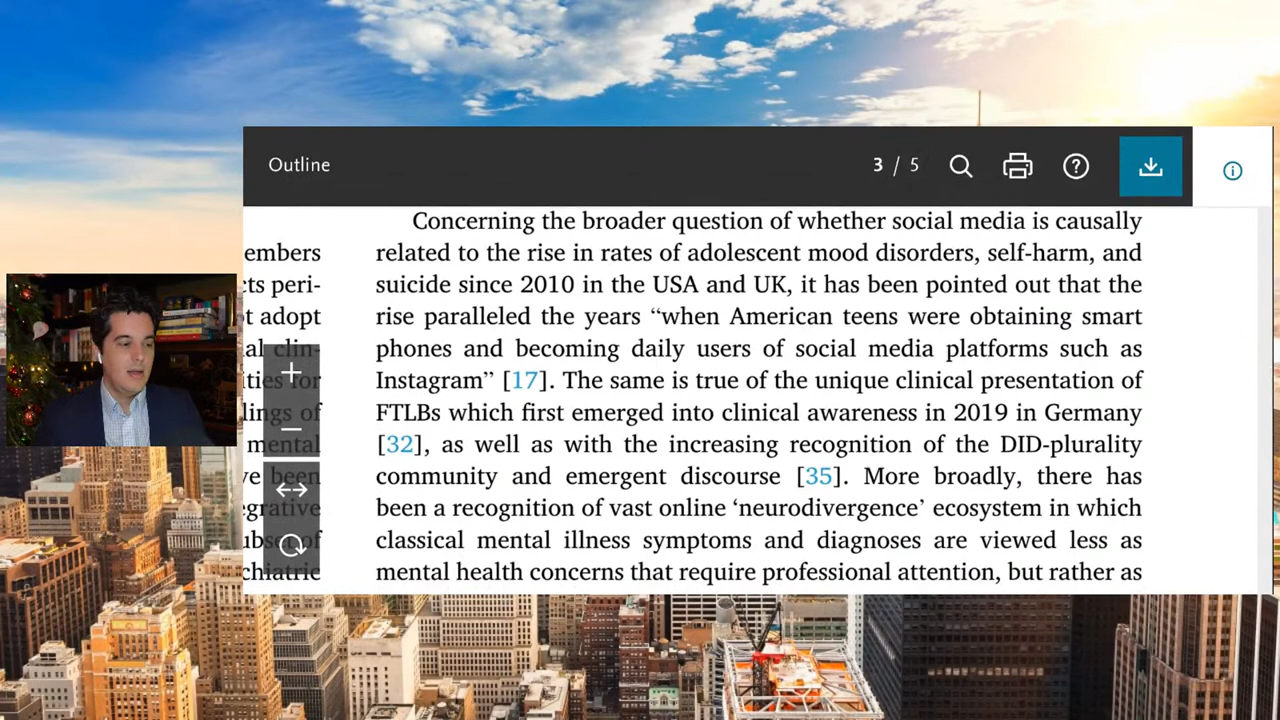 Outline
3 / 5
embers
cts peri-
t adopt
al clin-
ities for
lings of
mental
ve been
egrative
ubset of
chiatric
Concerning the broader question of whether social media is causally
related to the rise in rates of adolescent mood disorders, self-harm, and
suicide since 2010 in the USA and UK, it has been pointed out that the
rise paralleled the years “when American teens were obtaining smart
phones and becoming daily users of social media platforms such as
Instagram” [17]. The same is true of the unique clinical presentation of
FTLBs which first emerged into clinical awareness in 2019 in Germany
[32], as well as with the increasing recognition of the DID-plurality
community and emergent discourse [35]. More broadly, there has
been a recognition of vast online ‘neurodivergence’ ecosystem in which
classical mental illness symptoms and diagnoses are viewed less as
mental health concerns that require professional attention, but rather as